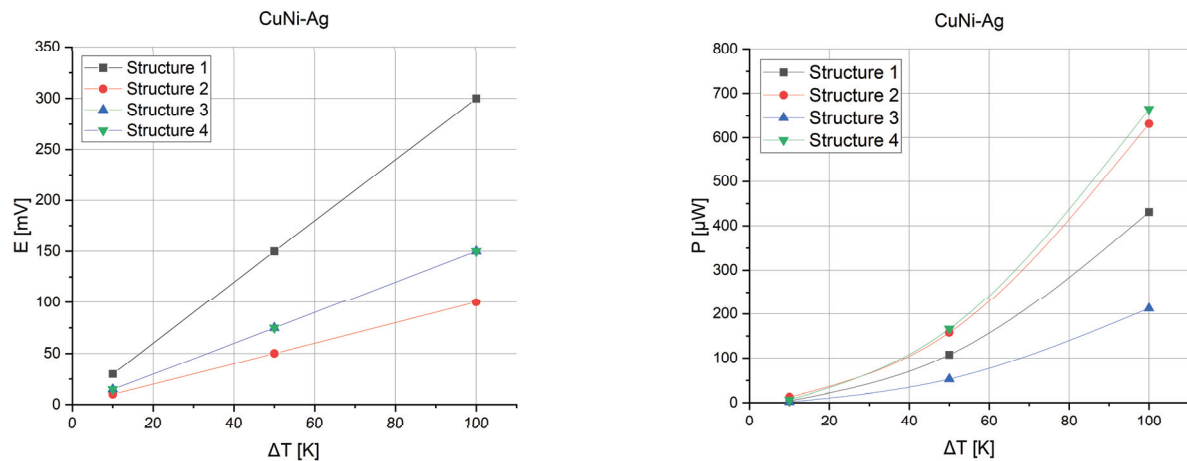 CuNi-Ag
350
300
250
200
150
100
50
0
E [mV]
Structure 1
Structure 2
Structure 3
Structure 4
0 20 40 60 80 100
ΔT [K]
CuNi-Ag
800
700
600
500
400
300
200
100
0
P [µW]
Structure 1
Structure 2
Structure 3
Structure 4
0 20 40 60 80 100
ΔT [K]